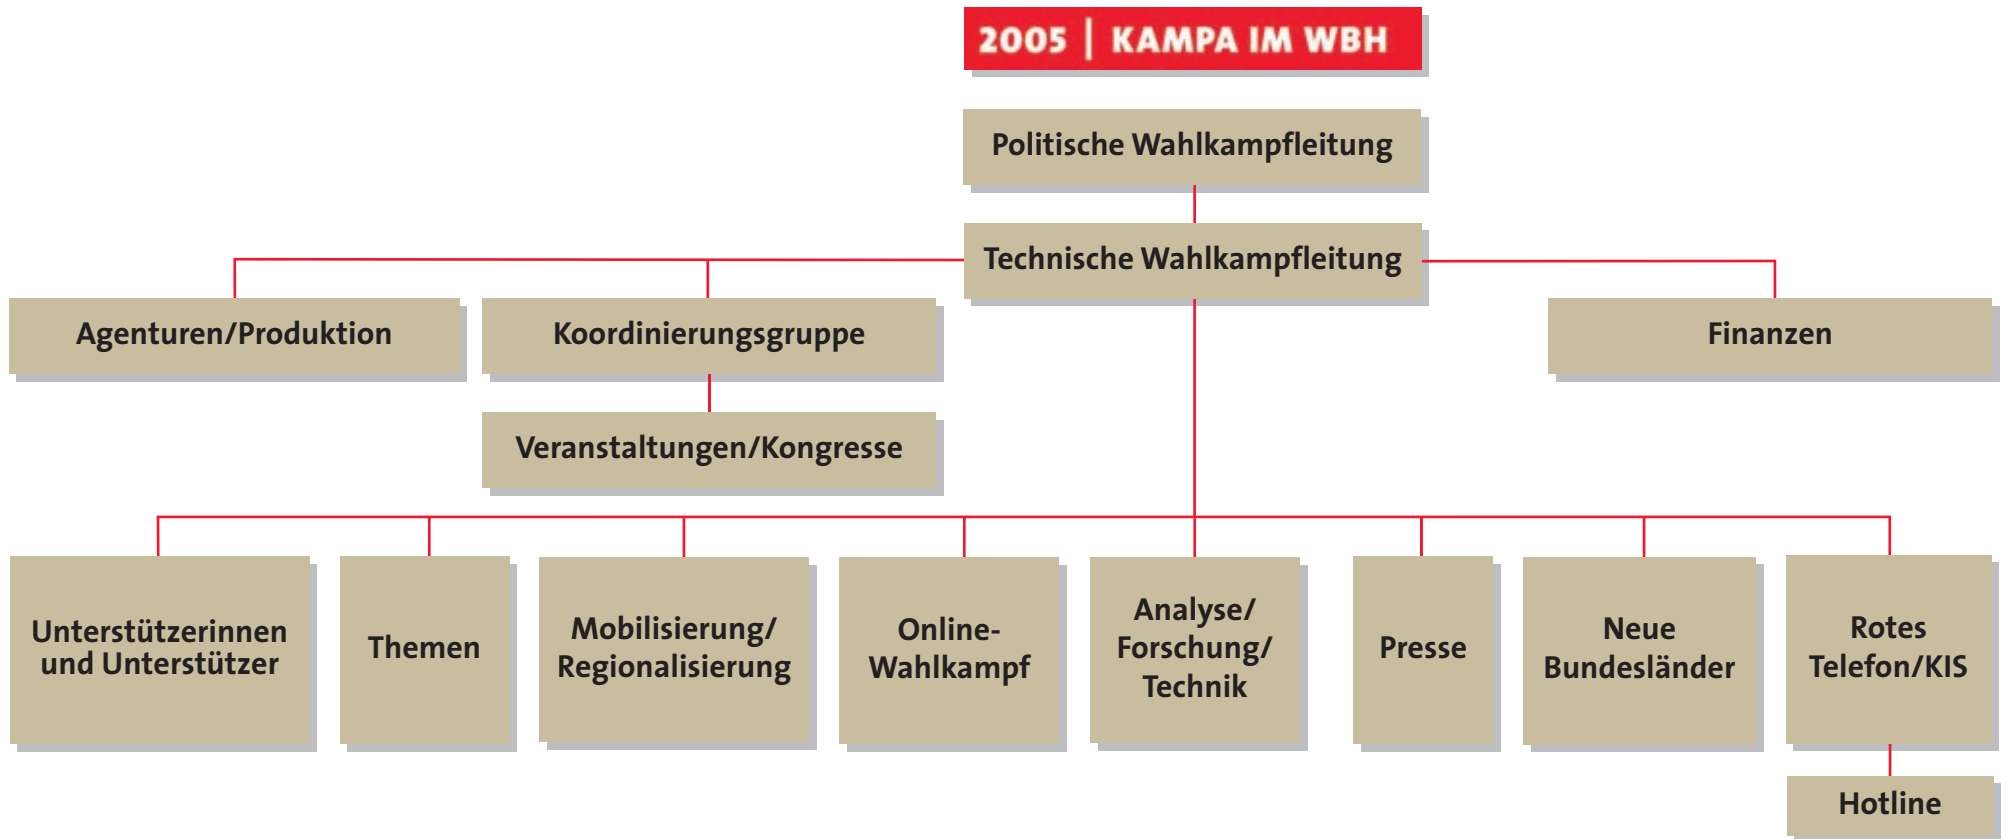 2005 | KAMPA IM WBH
Politische Wahlkampfleitung
Technische Wahlkampfleitung
Agenturen/Produktion
Koordinierungsgruppe
Finanzen
Veranstaltungen/Kongresse
Unterstützerinnen
und Unterstützer
Themen
Mobilisierung/
Regionalisierung
Online-
Wahlkampf
Analyse/
Forschung/
Technik
Presse
Neue
Bundesländer
Rotes
Telefon/KIS
Hotline